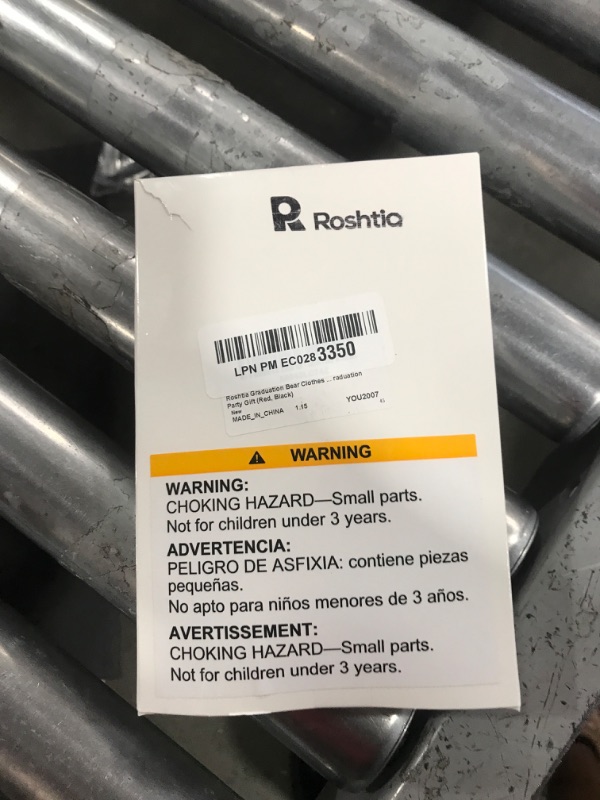 Roshtia
LPN PM EC0283350
Roshtia Graduation Bear Clothes ... raduation
Party Gift (Red, Black)
New
MADE_IN_CHINA 1.15 YOU2007
WARNING
WARNING:
CHOKING HAZARD—Small parts.
Not for children under 3 years.
ADVERTENCIA:
PELIGRO DE ASFIXIA: contiene piezas
pequeñas.
No apto para niños menores de 3 años.
AVERTISSEMENT:
CHOKING HAZARD—Small parts.
Not for children under 3 years.